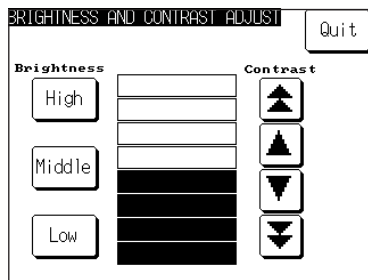 BRIGHTNESS AND CONTRAST ADJUST
Quit
Brightness
Contrast
High
Middle
Low